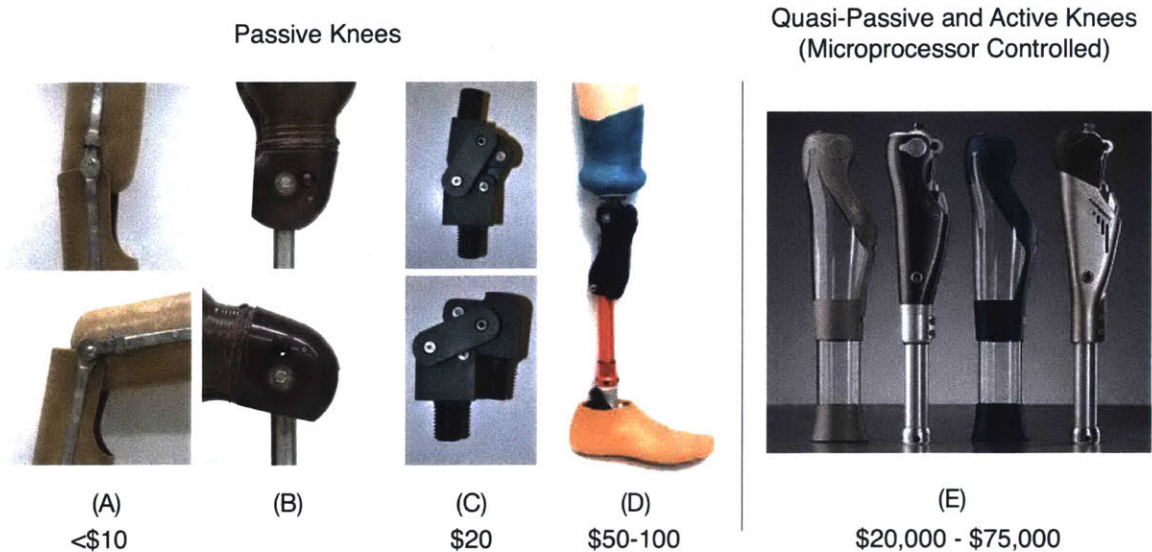 Passive Knees
Quasi-Passive and Active Knees
(Microprocessor Controlled)
(A)
(B)
(C)
(D)
(E)
<$10
$20
$50-100
$20,000 - $75,000